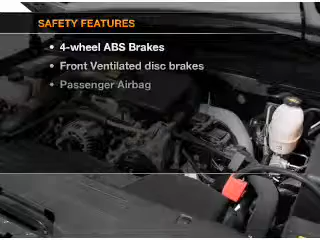 SAFETY FEATURES
• 4-wheel ABS Brakes
• Front Ventilated disc brakes
• Passenger Airbag